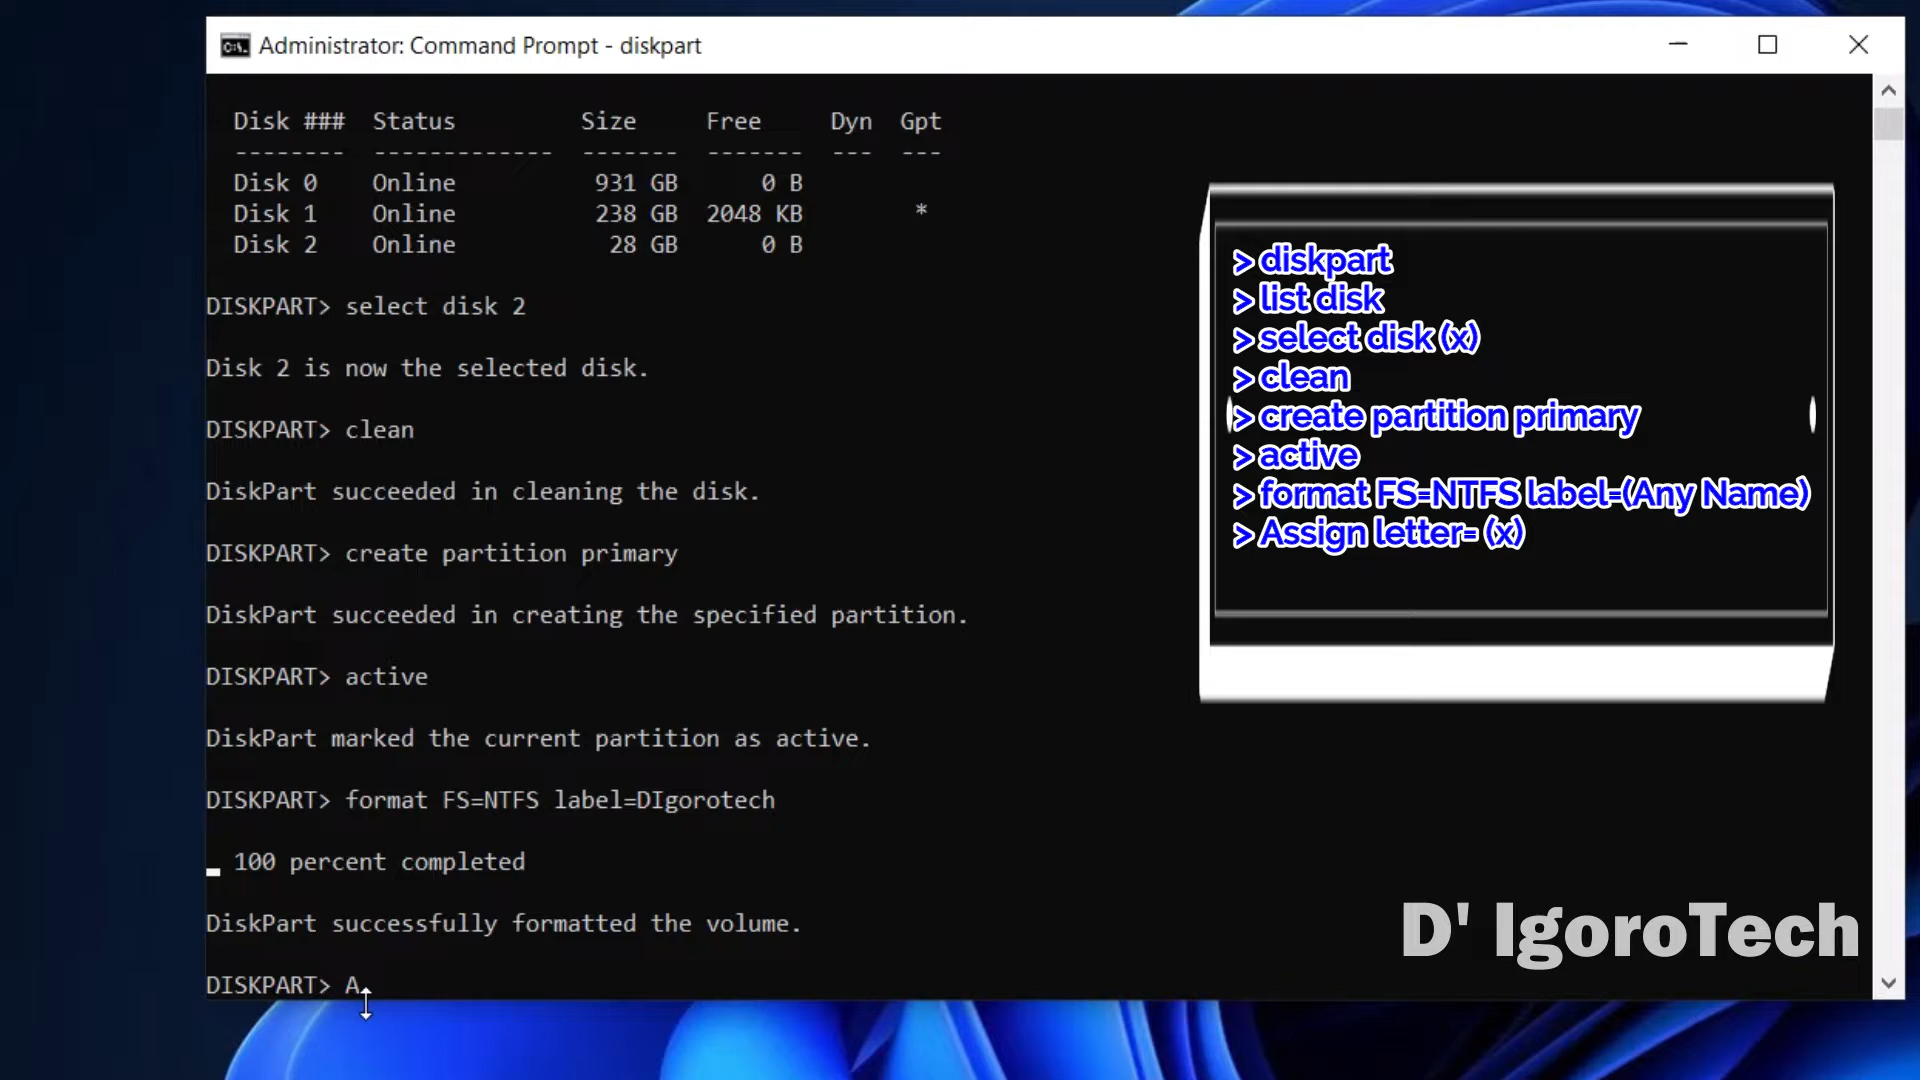 Administrator: Command Prompt - diskpart
Disk ### Status Size Free Dyn Gpt
-------- ------------- ------- ------- --- ---
Disk 0 Online 931 GB 0 B
Disk 1 Online 238 GB 2048 KB *
Disk 2 Online 28 GB 0 B
DISKPART> select disk 2
Disk 2 is now the selected disk.
DISKPART> clean
DiskPart succeeded in cleaning the disk.
DISKPART> create partition primary
DiskPart succeeded in creating the specified partition.
DISKPART> active
DiskPart marked the current partition as active.
DISKPART> format FS=NTFS label=DIgorotech
100 percent completed
DiskPart successfully formatted the volume.
DISKPART> A
> diskpart
> list disk
> select disk (x)
> clean
> create partition primary
> active
> format FS=NTFS label=(Any Name)
> Assign letter= (x)
D' IgoroTech